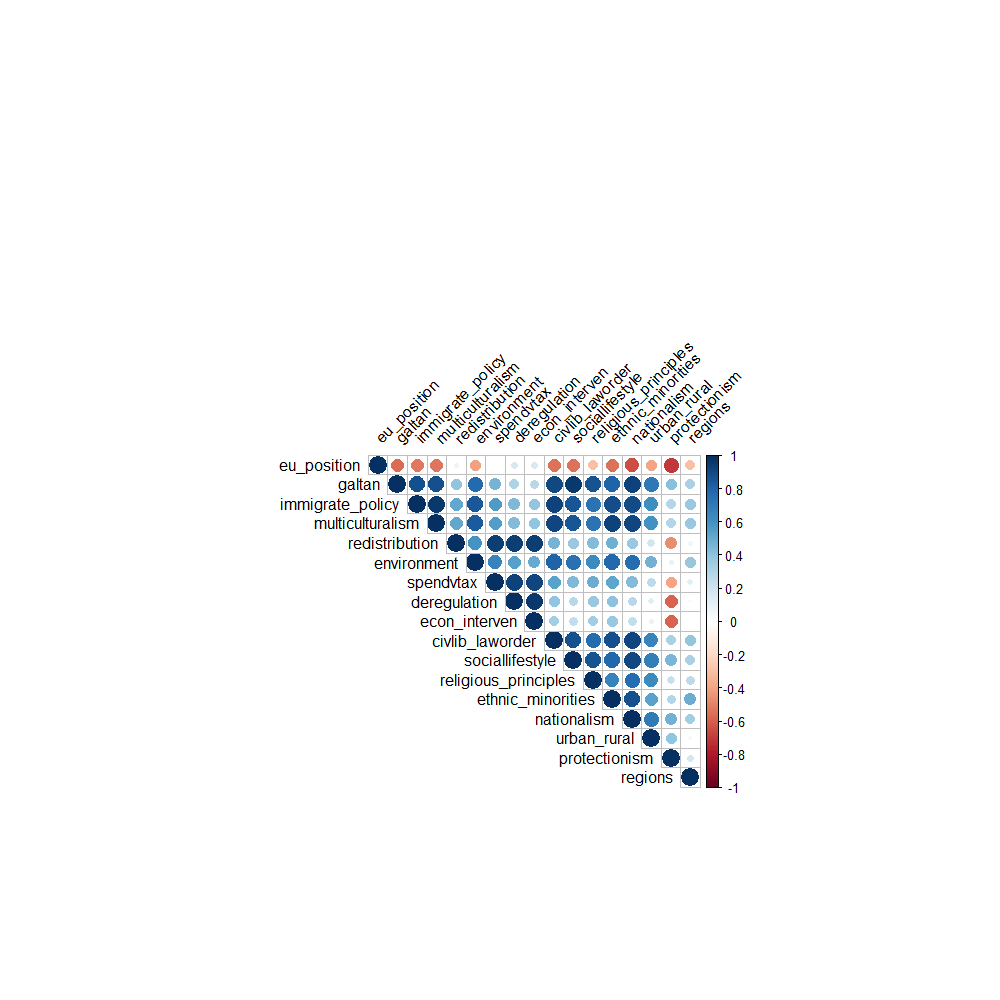 eu_position
galtan
immigrate_policy
multiculturalism
redistribution
environment
spendvtax
deregulation
econ_interven
civlib_laworder
sociallifestyle
religious_principles
ethnic_minorities
nationalism
urban_rural
protectionism
regions
eu_position
galtan
immigrate_policy
multiculturalism
redistribution
environment
spendvtax
deregulation
econ_interven
civlib_laworder
sociallifestyle
religious_principles
ethnic_minorities
nationalism
urban_rural
protectionism
regions
1
0.8
0.6
0.4
0.2
0
-0.2
-0.4
-0.6
-0.8
-1